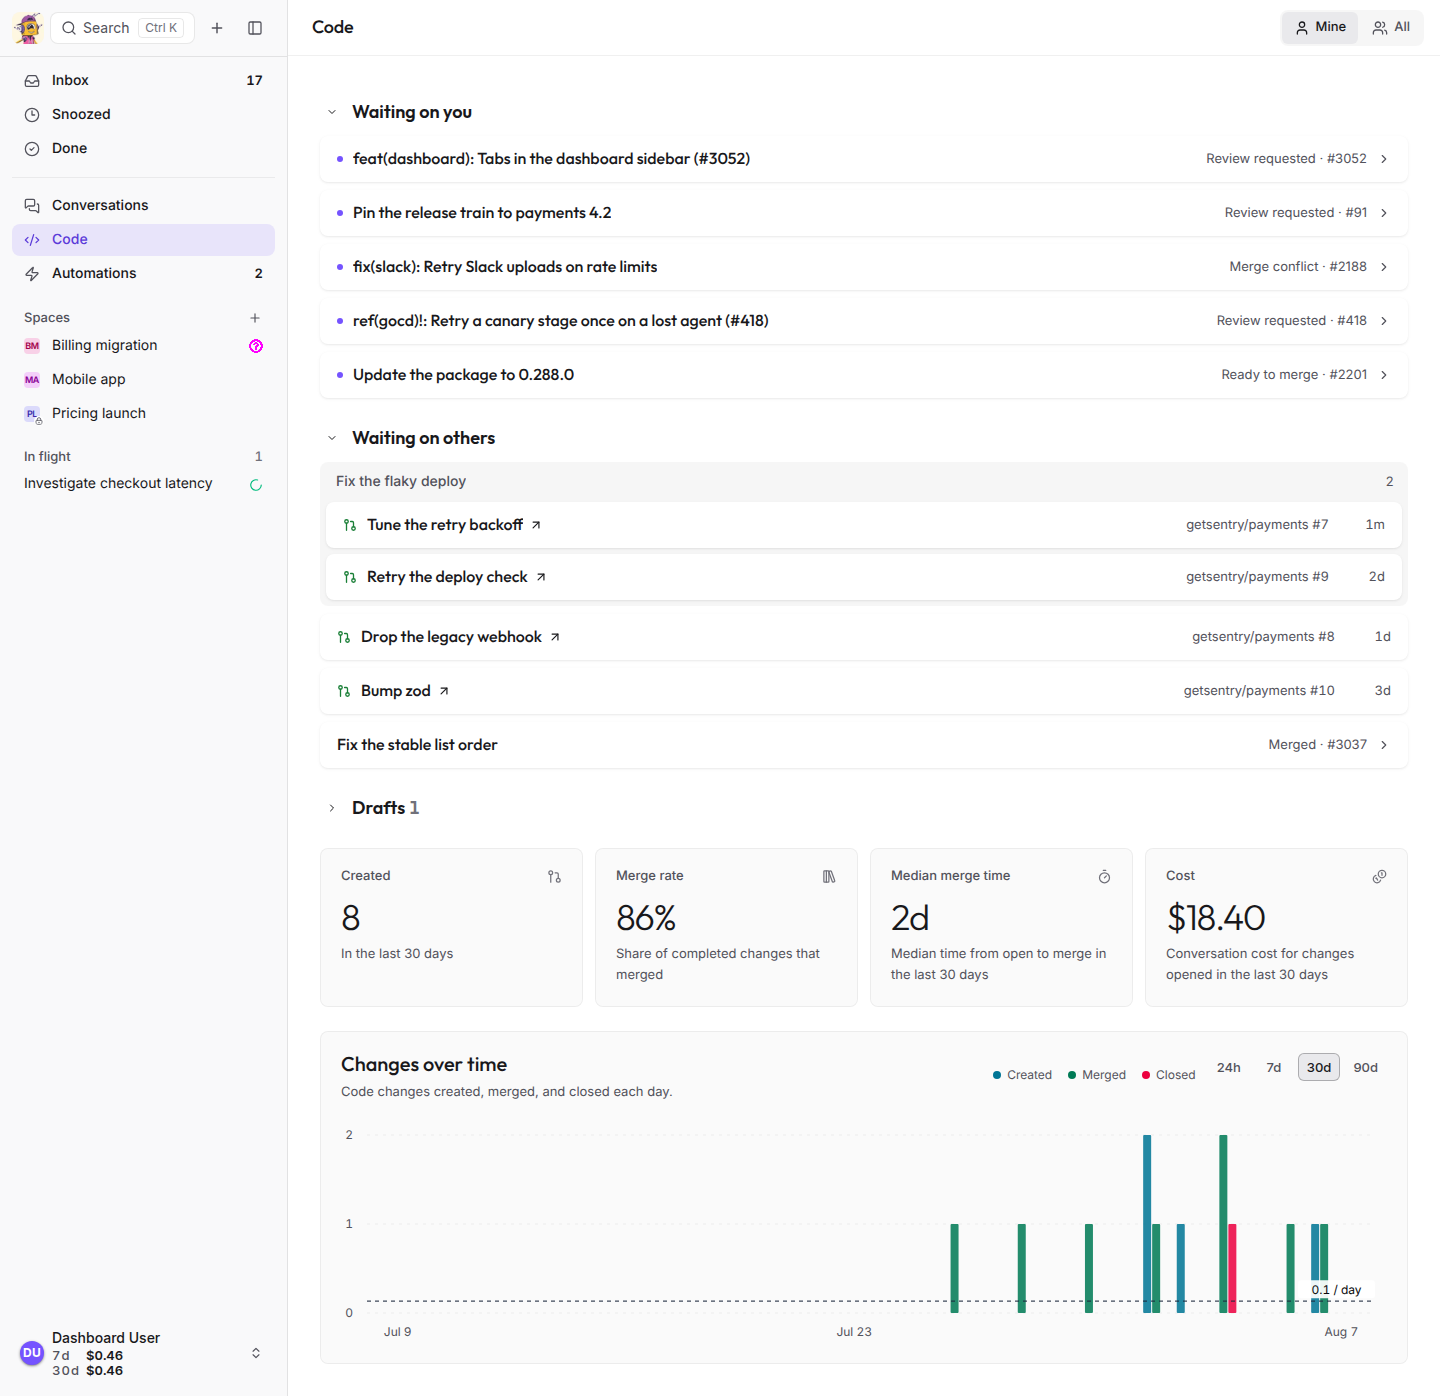 Search Ctrl K
Inbox 17
Snoozed
Done
Conversations
Code
Automations 2
Spaces
BM Billing migration
MA Mobile app
PL Pricing launch
In flight 1
Investigate checkout latency
DU Dashboard User
7d $0.46
30d $0.46
Code
Mine All
Waiting on you
feat(dashboard): Tabs in the dashboard sidebar (#3052) Review requested · #3052
Pin the release train to payments 4.2 Review requested · #91
fix(slack): Retry Slack uploads on rate limits Merge conflict · #2188
ref(gocd)!: Retry a canary stage once on a lost agent (#418) Review requested · #418
Update the package to 0.288.0 Ready to merge · #2201
Waiting on others
Fix the flaky deploy 2
Tune the retry backoff getsentry/payments #7 1m
Retry the deploy check getsentry/payments #9 2d
Drop the legacy webhook getsentry/payments #8 1d
Bump zod getsentry/payments #10 3d
Fix the stable list order Merged · #3037
Drafts 1
Created
8
In the last 30 days
Merge rate
86%
Share of completed changes that
merged
Median merge time
2d
Median time from open to merge in
the last 30 days
Cost
$18.40
Conversation cost for changes
opened in the last 30 days
Changes over time
Code changes created, merged, and closed each day.
Created Merged Closed 24h 7d 30d 90d
2
1
0.1 / day
0
Jul 9 Jul 23 Aug 7